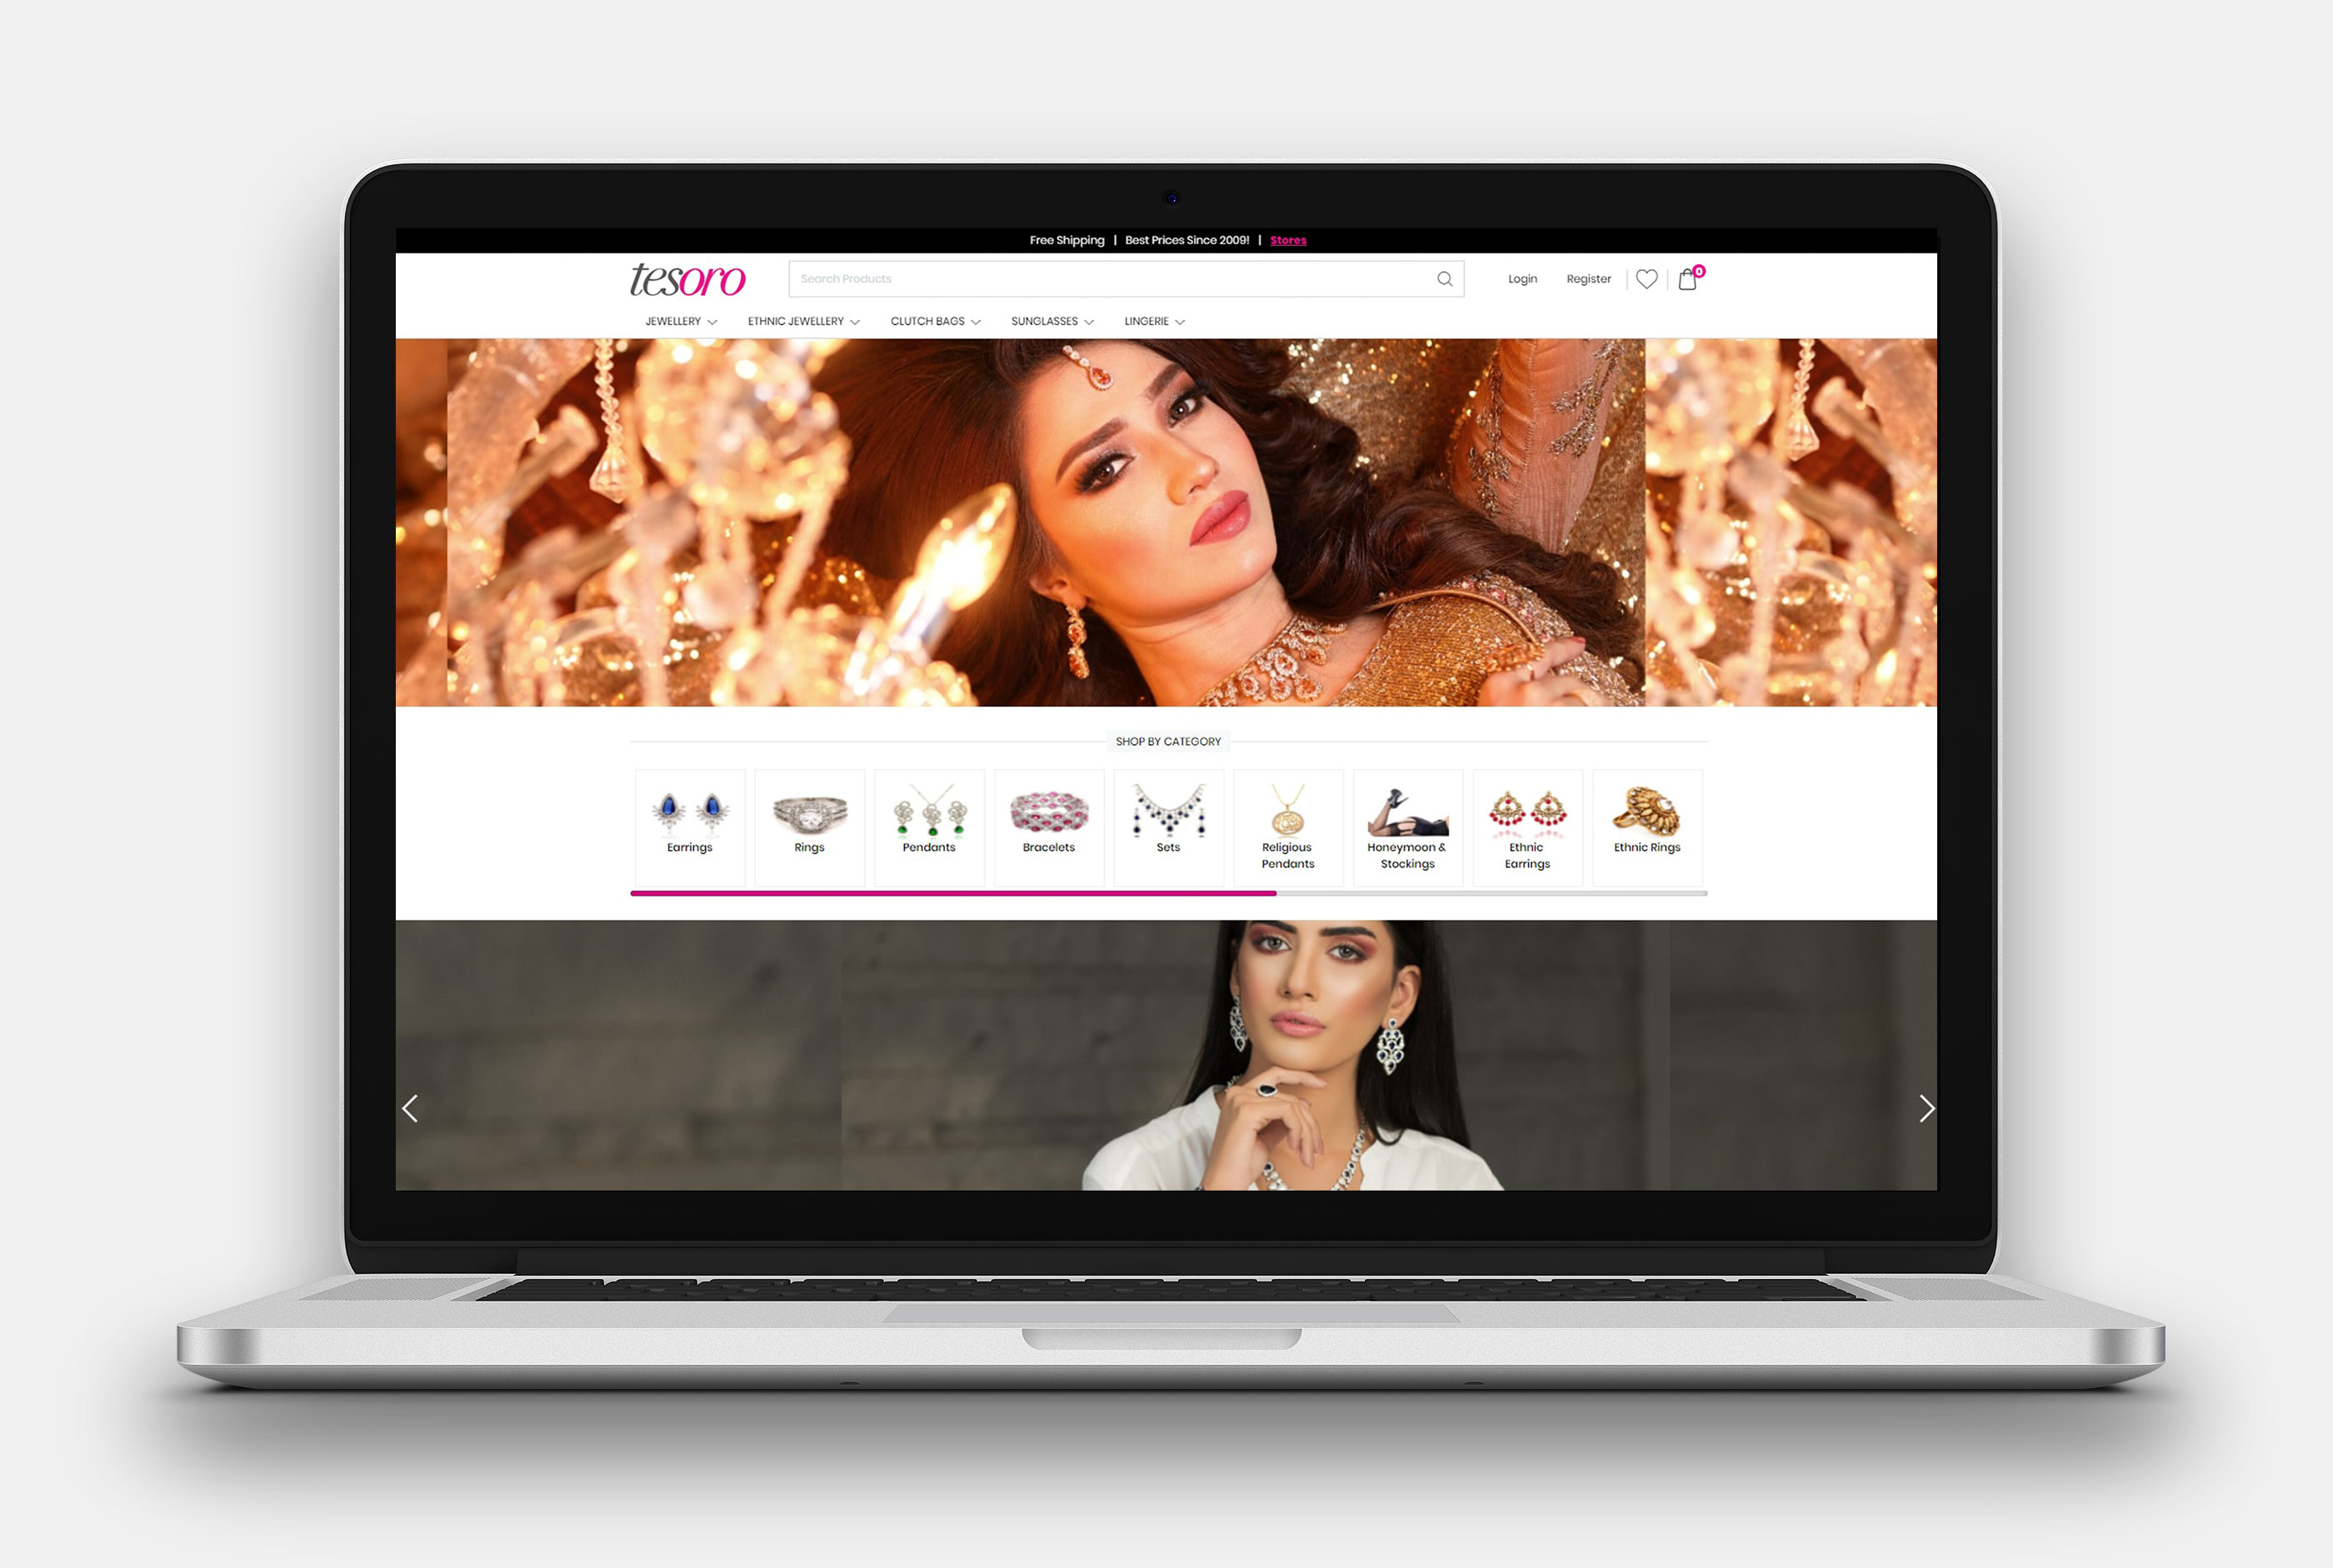 Free Shipping | Best Prices Since 2009! | Stores
tesoro
Search Products
Login
Register
0
JEWELLERY
ETHNIC JEWELLERY
CLUTCH BAGS
SUNGLASSES
LINGERIE
SHOP BY CATEGORY
Earrings
Rings
Pendants
Bracelets
Sets
Religious
Pendants
Honeymoon &
Stockings
Ethnic
Earrings
Ethnic Rings